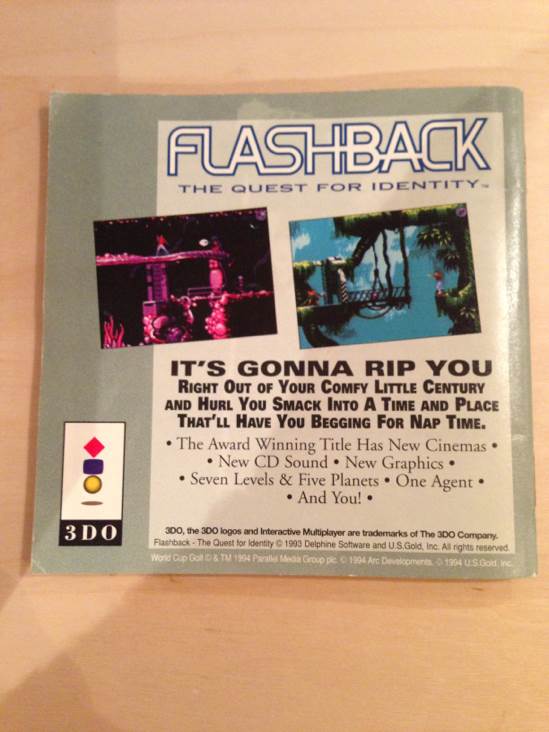 FLASHBACK
THE QUEST FOR IDENTITY™
IT'S GONNA RIP YOU
RIGHT OUT OF YOUR COMFY LITTLE CENTURY
AND HURL YOU SMACK INTO A TIME AND PLACE
THAT'LL HAVE YOU BEGGING FOR NAP TIME.
• The Award Winning Title Has New Cinemas •
• New CD Sound • New Graphics •
• Seven Levels & Five Planets • One Agent •
• And You! •
3DO
3DO, the 3DO logos and Interactive Multiplayer are trademarks of The 3DO Company.
Flashback - The Quest for Identity © 1993 Delphine Software and U.S.Gold, Inc. All rights reserved.
World Cup Golf © & TM 1994 Parallel Media Group plc. © 1994 Arc Developments. © 1994 U.S.Gold, Inc.